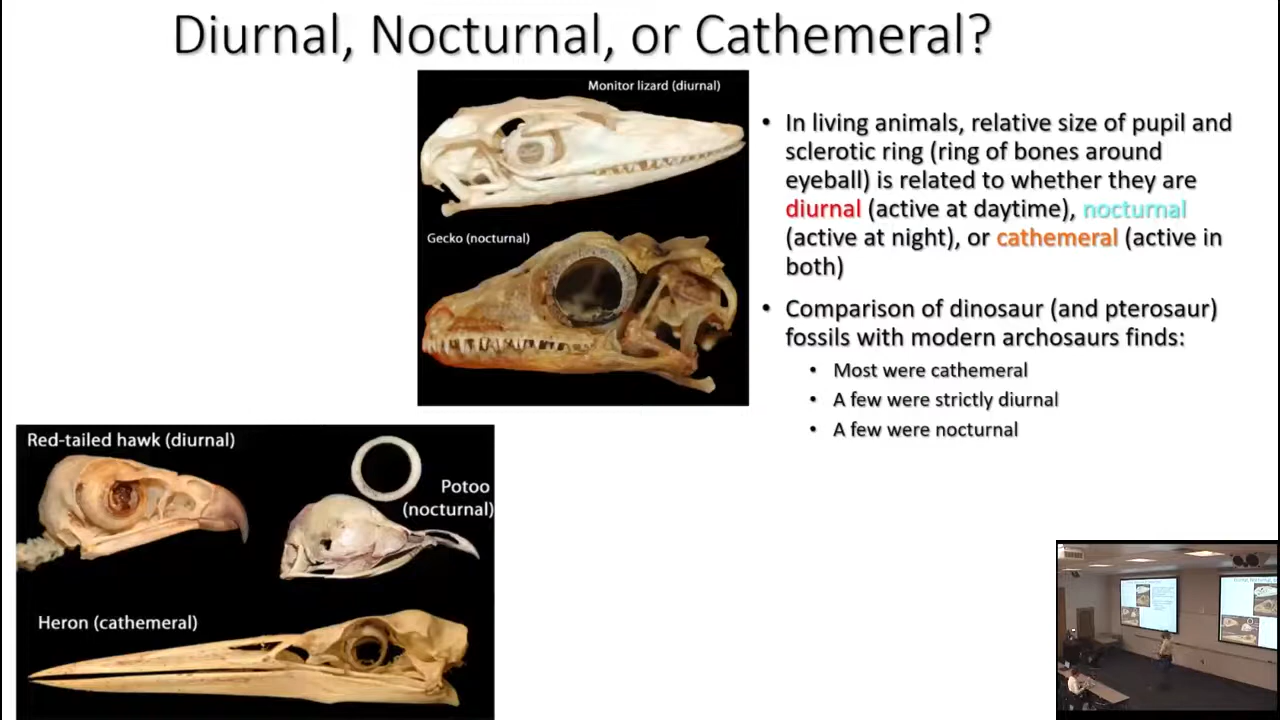 Diurnal, Nocturnal, or Cathemeral?
Monitor lizard (diurnal)
Gecko (nocturnal)
• In living animals, relative size of pupil and
sclerotic ring (ring of bones around
eyeball) is related to whether they are
diurnal (active at daytime), nocturnal
(active at night), or cathemeral (active in
both)
• Comparison of dinosaur (and pterosaur)
fossils with modern archosaurs finds:
• Most were cathemeral
• A few were strictly diurnal
• A few were nocturnal
Red-tailed hawk (diurnal)
Potoo
(nocturnal)
Heron (cathemeral)